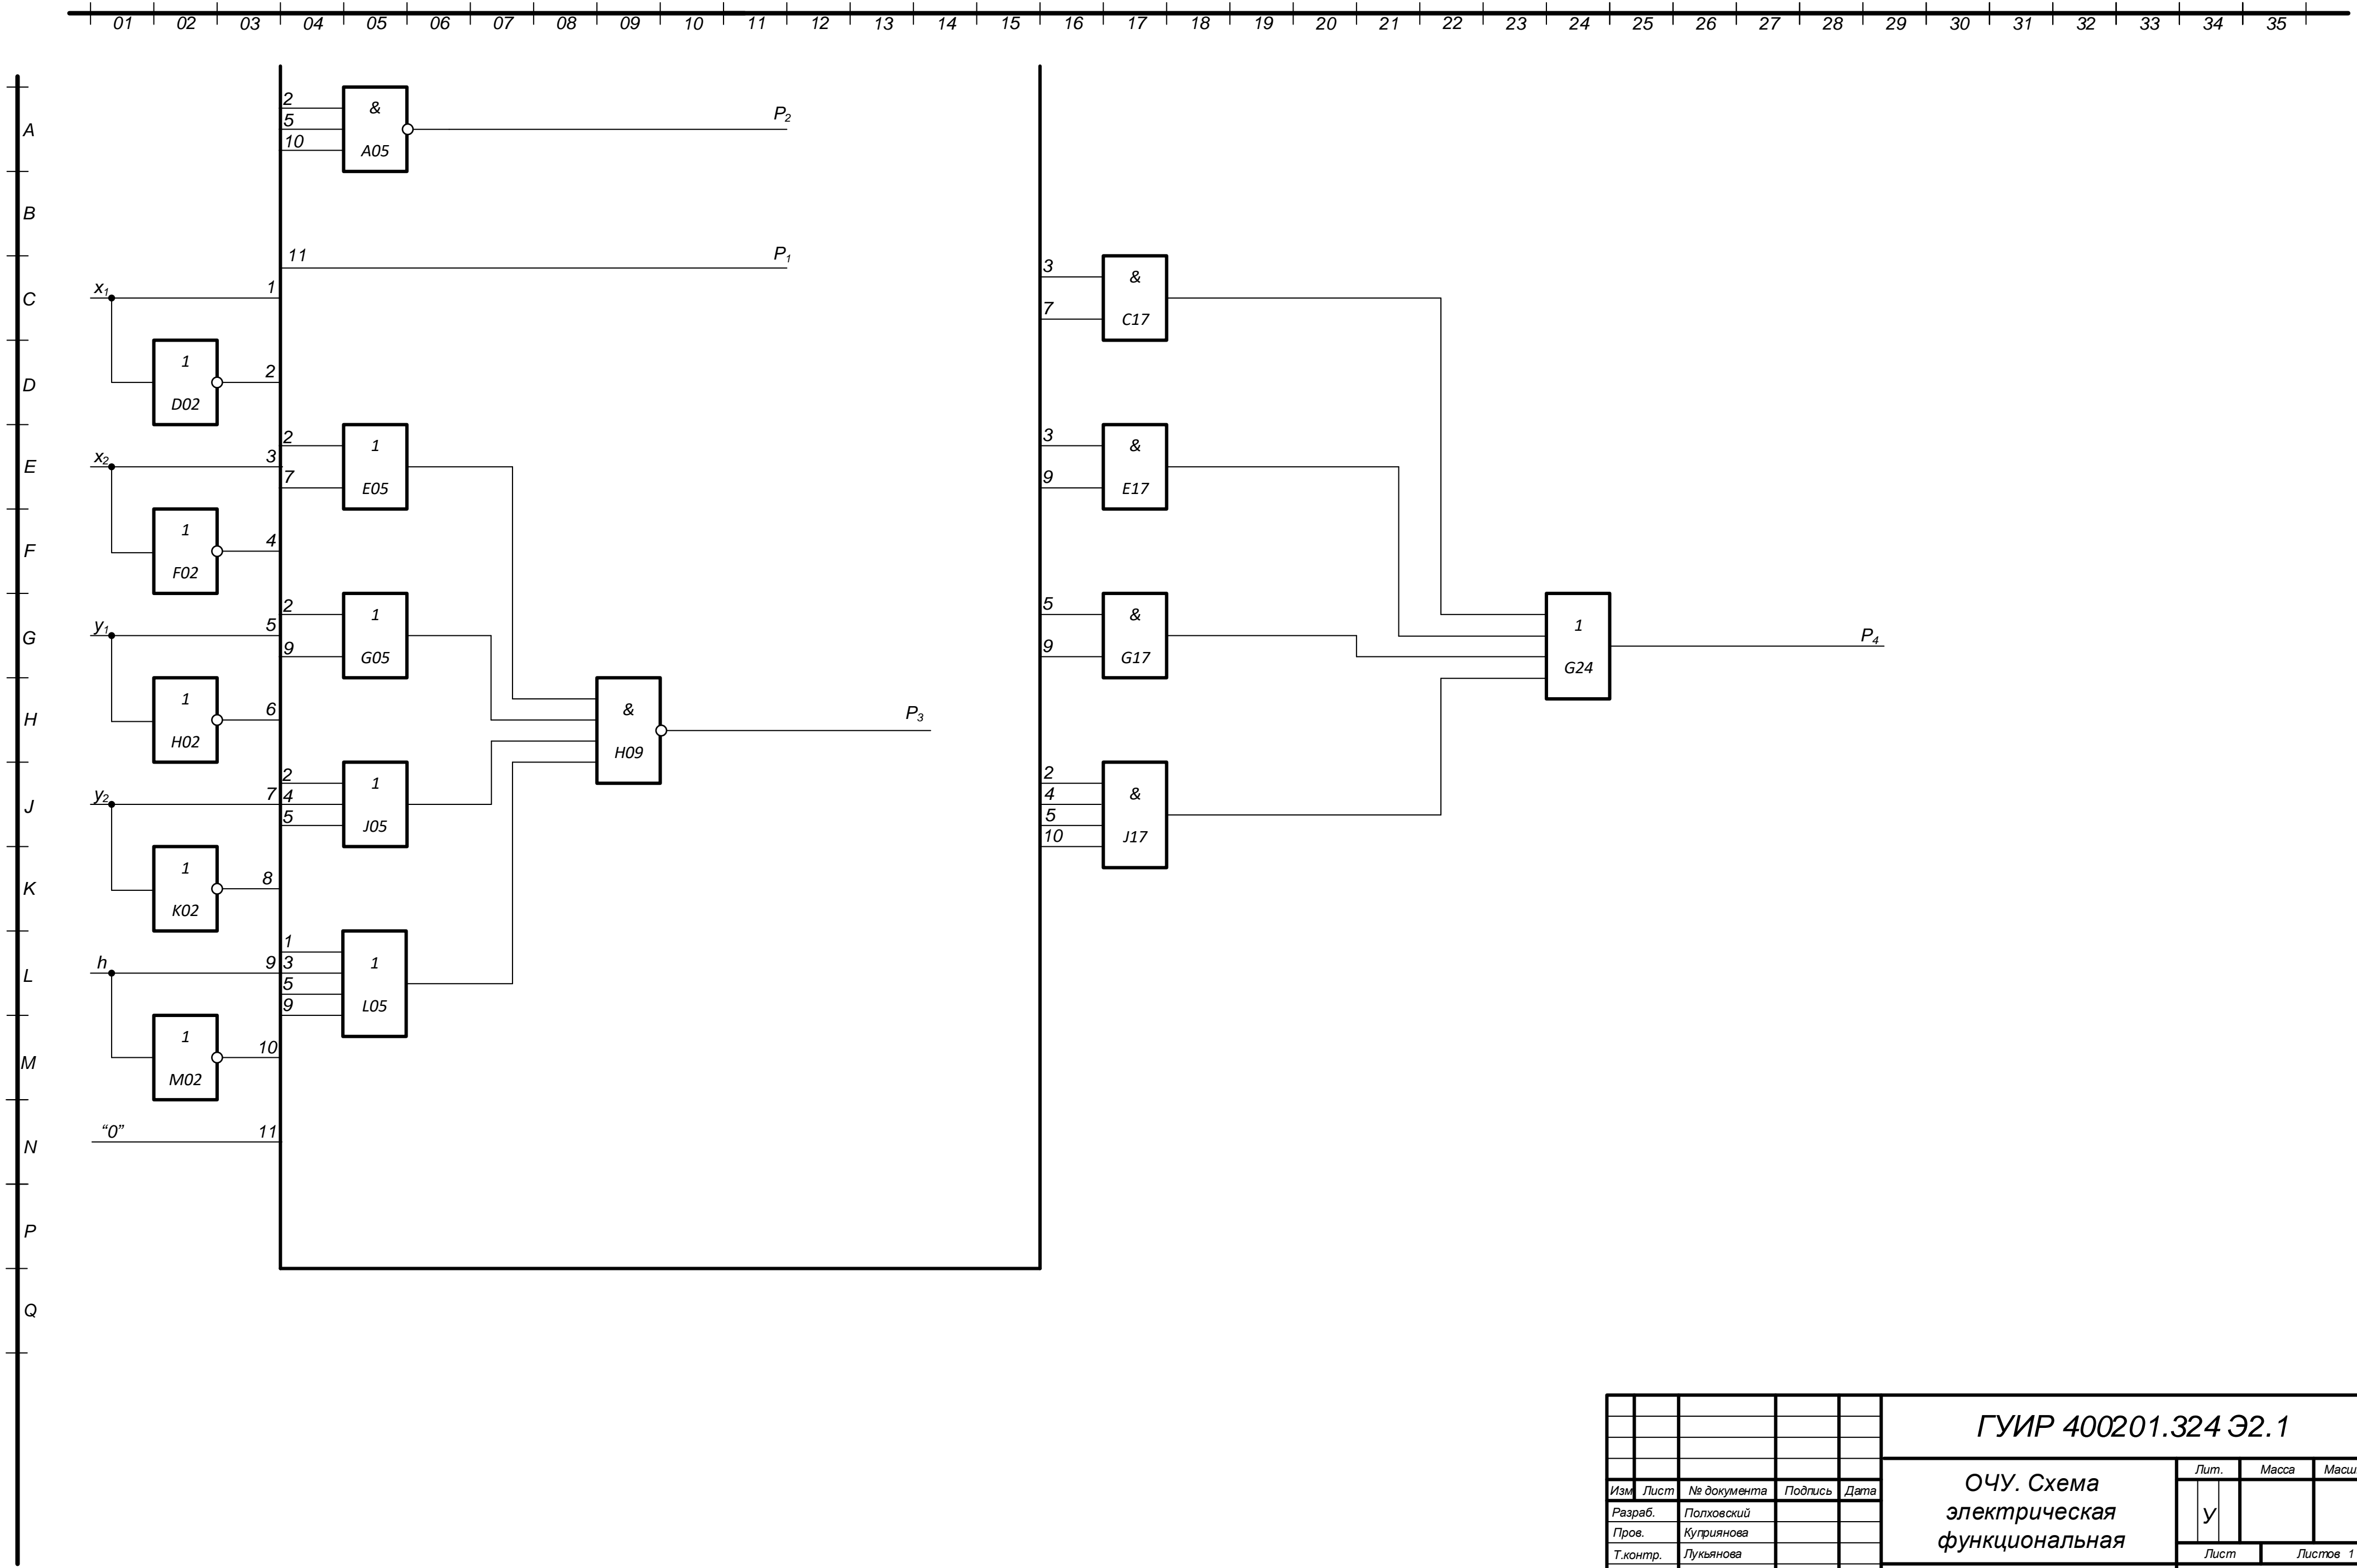 01 02 03 04 05 06 07 08 09 10 11 12 13 14 15 16 17 18 19 20 21 22 23 24 25 26 27 28 29 30 31 32 33 34 35
A
B
C
D
E
F
G
H
J
K
L
M
N
P
Q
x₁
1
1
D02
2
x₂
3
1
F02
4
y₁
5
1
H02
6
y₂
7
1
K02
8
h
9
1
M02
10
“0”
11
2
5
10
&
A05
P₂
11
P₁
2
7
1
E05
2
9
1
G05
2
4
5
1
J05
1
3
5
9
1
L05
&
H09
P₃
3
7
&
C17
3
9
&
E17
5
9
&
G17
2
4
5
10
&
J17
1
G24
P₄
ГУИР 400201.324 Э2.1
ОЧУ. Схема
электрическая
функциональная
Лит. Масса Масш
У
Лист Листов 1
Изм Лист № документа Подпись Дата
Разраб. Полховский
Пров. Куприянова
Т.контр. Лукьянова